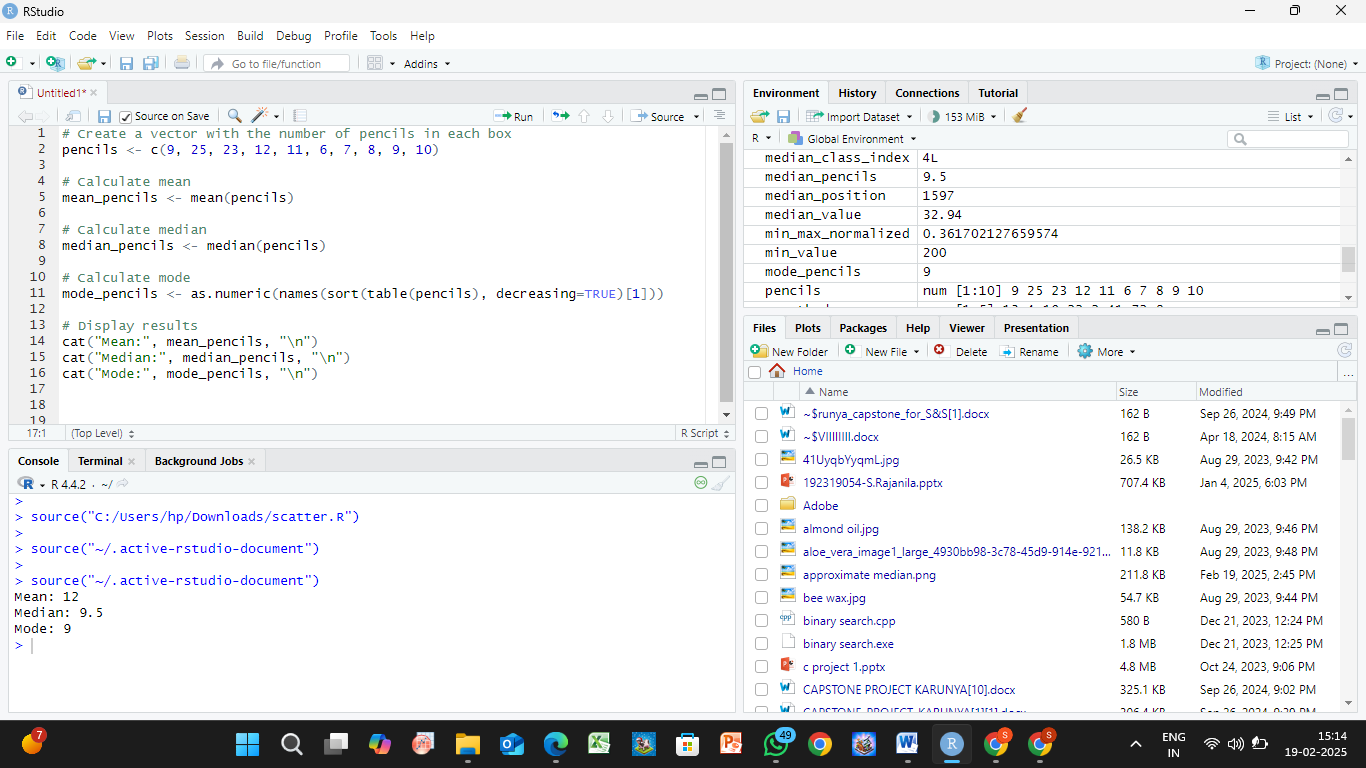 RStudio
File Edit Code View Plots Session Build Debug Profile Tools Help
Go to file/function Addins Project: (None)
Untitled1*
Source on Save Run Source
1 # Create a vector with the number of pencils in each box
2 pencils <- c(9, 25, 23, 12, 11, 6, 7, 8, 9, 10)
3
4 # Calculate mean
5 mean_pencils <- mean(pencils)
6
7 # Calculate median
8 median_pencils <- median(pencils)
9
10 # Calculate mode
11 mode_pencils <- as.numeric(names(sort(table(pencils), decreasing=TRUE)[1]))
12
13 # Display results
14 cat("Mean:", mean_pencils, "\n")
15 cat("Median:", median_pencils, "\n")
16 cat("Mode:", mode_pencils, "\n")
17
18
19
17:1 (Top Level) R Script
Console Terminal Background Jobs
R 4.4.2 · ~/
>
> source("C:/Users/hp/Downloads/scatter.R")
>
> source("~/.active-rstudio-document")
>
> source("~/.active-rstudio-document")
Mean: 12
Median: 9.5
Mode: 9
>
Environment History Connections Tutorial
Import Dataset 153 MiB List
R Global Environment
median_class_index 4L
median_pencils 9.5
median_position 1597
median_value 32.94
min_max_normalized 0.361702127659574
min_value 200
mode_pencils 9
pencils num [1:10] 9 25 23 12 11 6 7 8 9 10
Files Plots Packages Help Viewer Presentation
New Folder New File Delete Rename More
Home ...
Name Size Modified
~$runya_capstone_for_S&S[1].docx 162 B Sep 26, 2024, 9:49 PM
~$VIIIIIIII.docx 162 B Apr 18, 2024, 8:15 AM
41UyqbYyqmL.jpg 26.5 KB Aug 29, 2023, 9:42 PM
192319054-S.Rajanila.pptx 707.4 KB Jan 4, 2025, 6:03 PM
Adobe
almond oil.jpg 138.2 KB Aug 29, 2023, 9:46 PM
aloe_vera_image1_large_4930bb98-3c78-45d9-914e-921... 11.8 KB Aug 29, 2023, 9:48 PM
approximate median.png 211.8 KB Feb 19, 2025, 2:45 PM
bee wax.jpg 54.7 KB Aug 29, 2023, 9:44 PM
binary search.cpp 580 B Dec 21, 2023, 12:24 PM
binary search.exe 1.8 MB Dec 21, 2023, 12:25 PM
c project 1.pptx 4.8 MB Oct 24, 2023, 9:06 PM
CAPSTONE PROJECT KARUNYA[10].docx 325.1 KB Sep 26, 2024, 9:02 PM
7 49 S S ENG 15:14
IN 19-02-2025